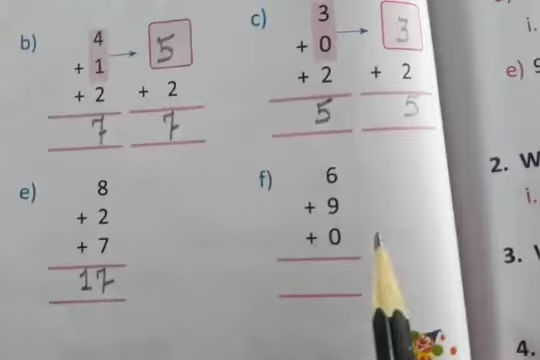 b) 4 5
+ 1
+ 2 + 2
7 7
c) 3 3
+ 0
+ 2 + 2
5 5
e) 8
+ 2
+ 7
17
f) 6
+ 9
+ 0
i.
e) 9
2. W
i.
3.
4.